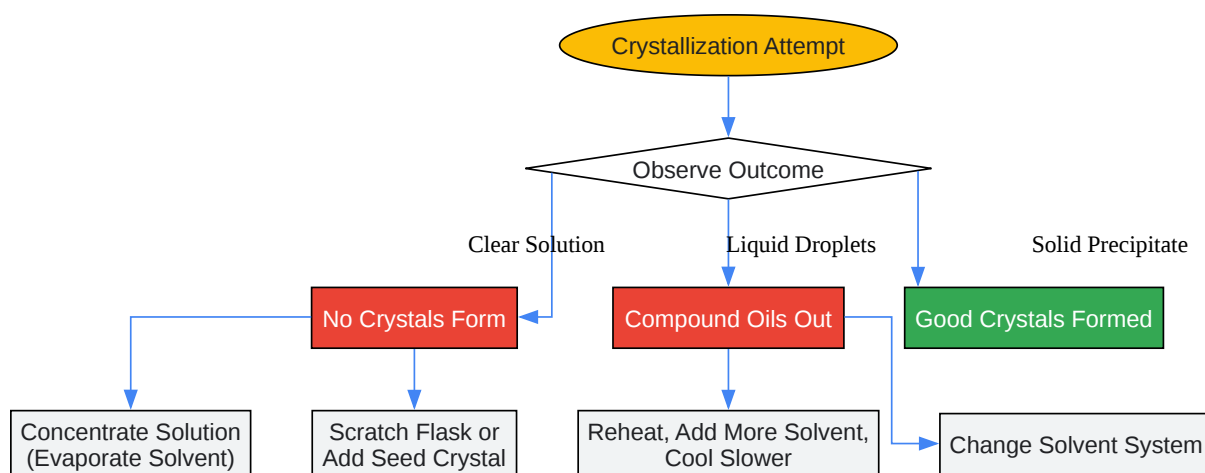 Crystallization Attempt
Observe Outcome
Clear Solution
Liquid Droplets
Solid Precipitate
No Crystals Form
Compound Oils Out
Good Crystals Formed
Concentrate Solution
(Evaporate Solvent)
Scratch Flask or
Add Seed Crystal
Reheat, Add More Solvent,
Cool Slower
Change Solvent System